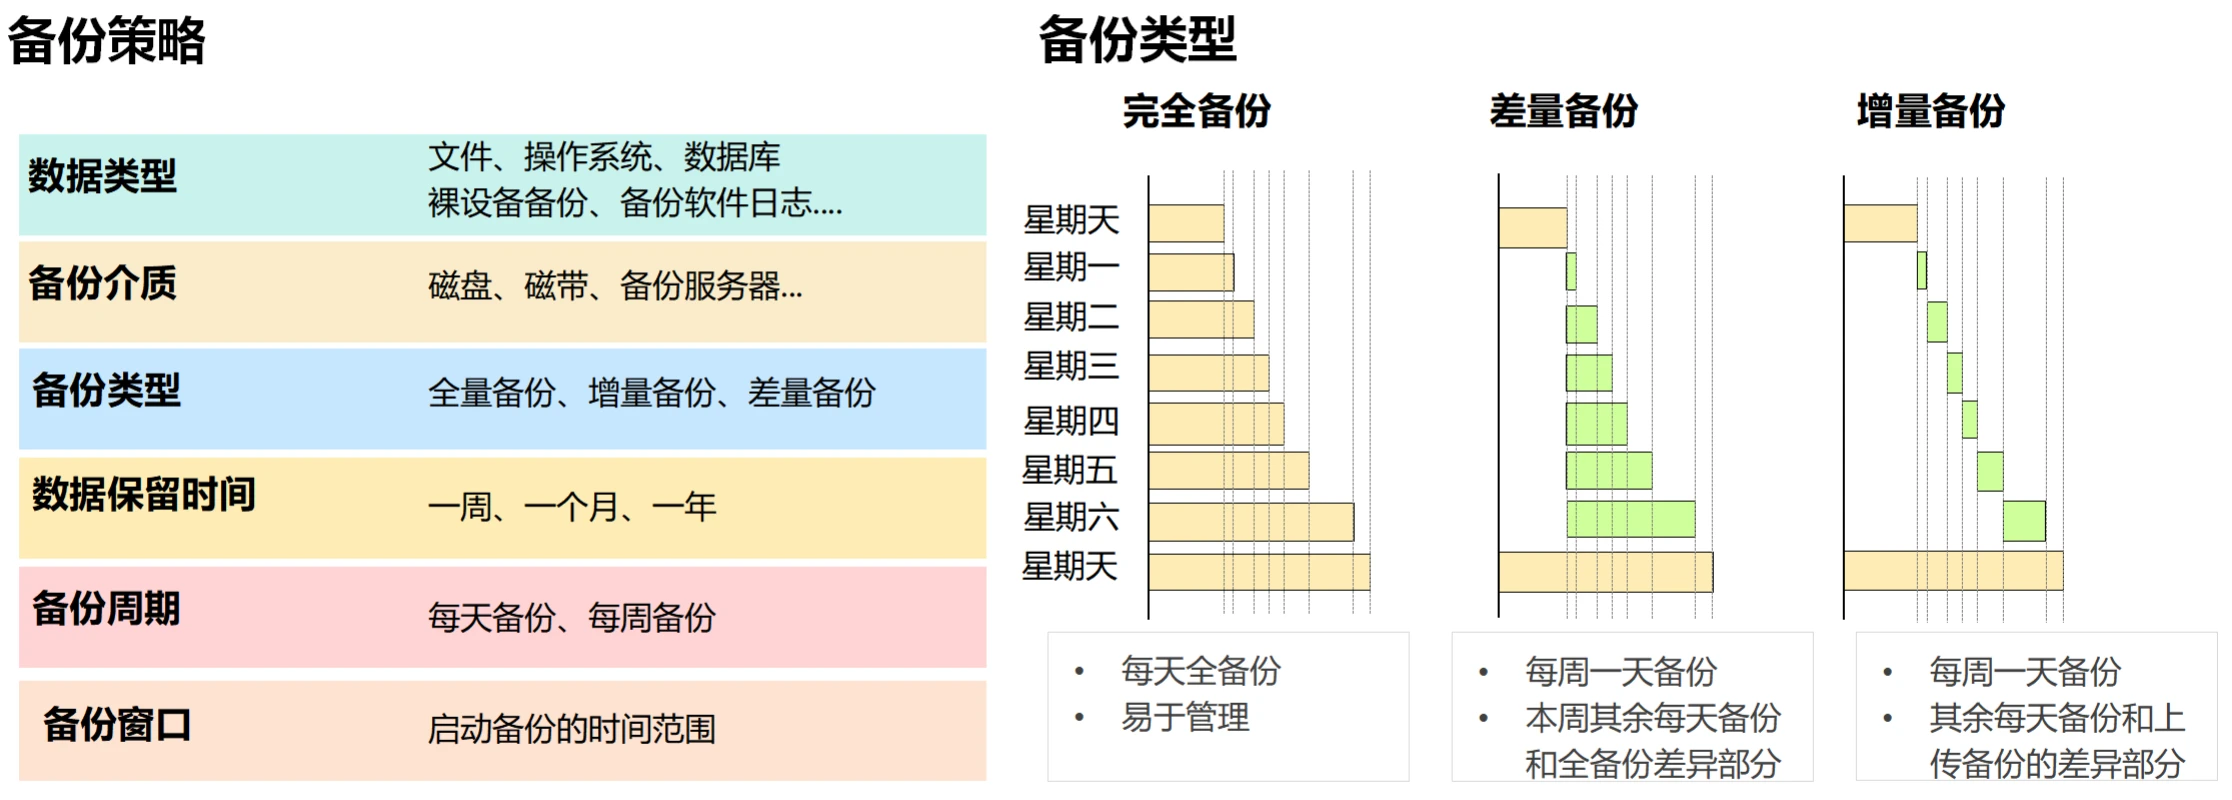 备份策略
数据类型
文件、操作系统、数据库
裸设备备份、备份软件日志....
备份介质
磁盘、磁带、备份服务器...
备份类型
全量备份、增量备份、差量备份
数据保留时间
一周、一个月、一年
备份周期
每天备份、每周备份
备份窗口
启动备份的时间范围
备份类型
完全备份
差量备份
增量备份
星期天
星期一
星期二
星期三
星期四
星期五
星期六
星期天
• 每天全备份
• 易于管理
• 每周一天备份
• 本周其余每天备份
和全备份差异部分
• 每周一天备份
• 其余每天备份和上
传备份的差异部分